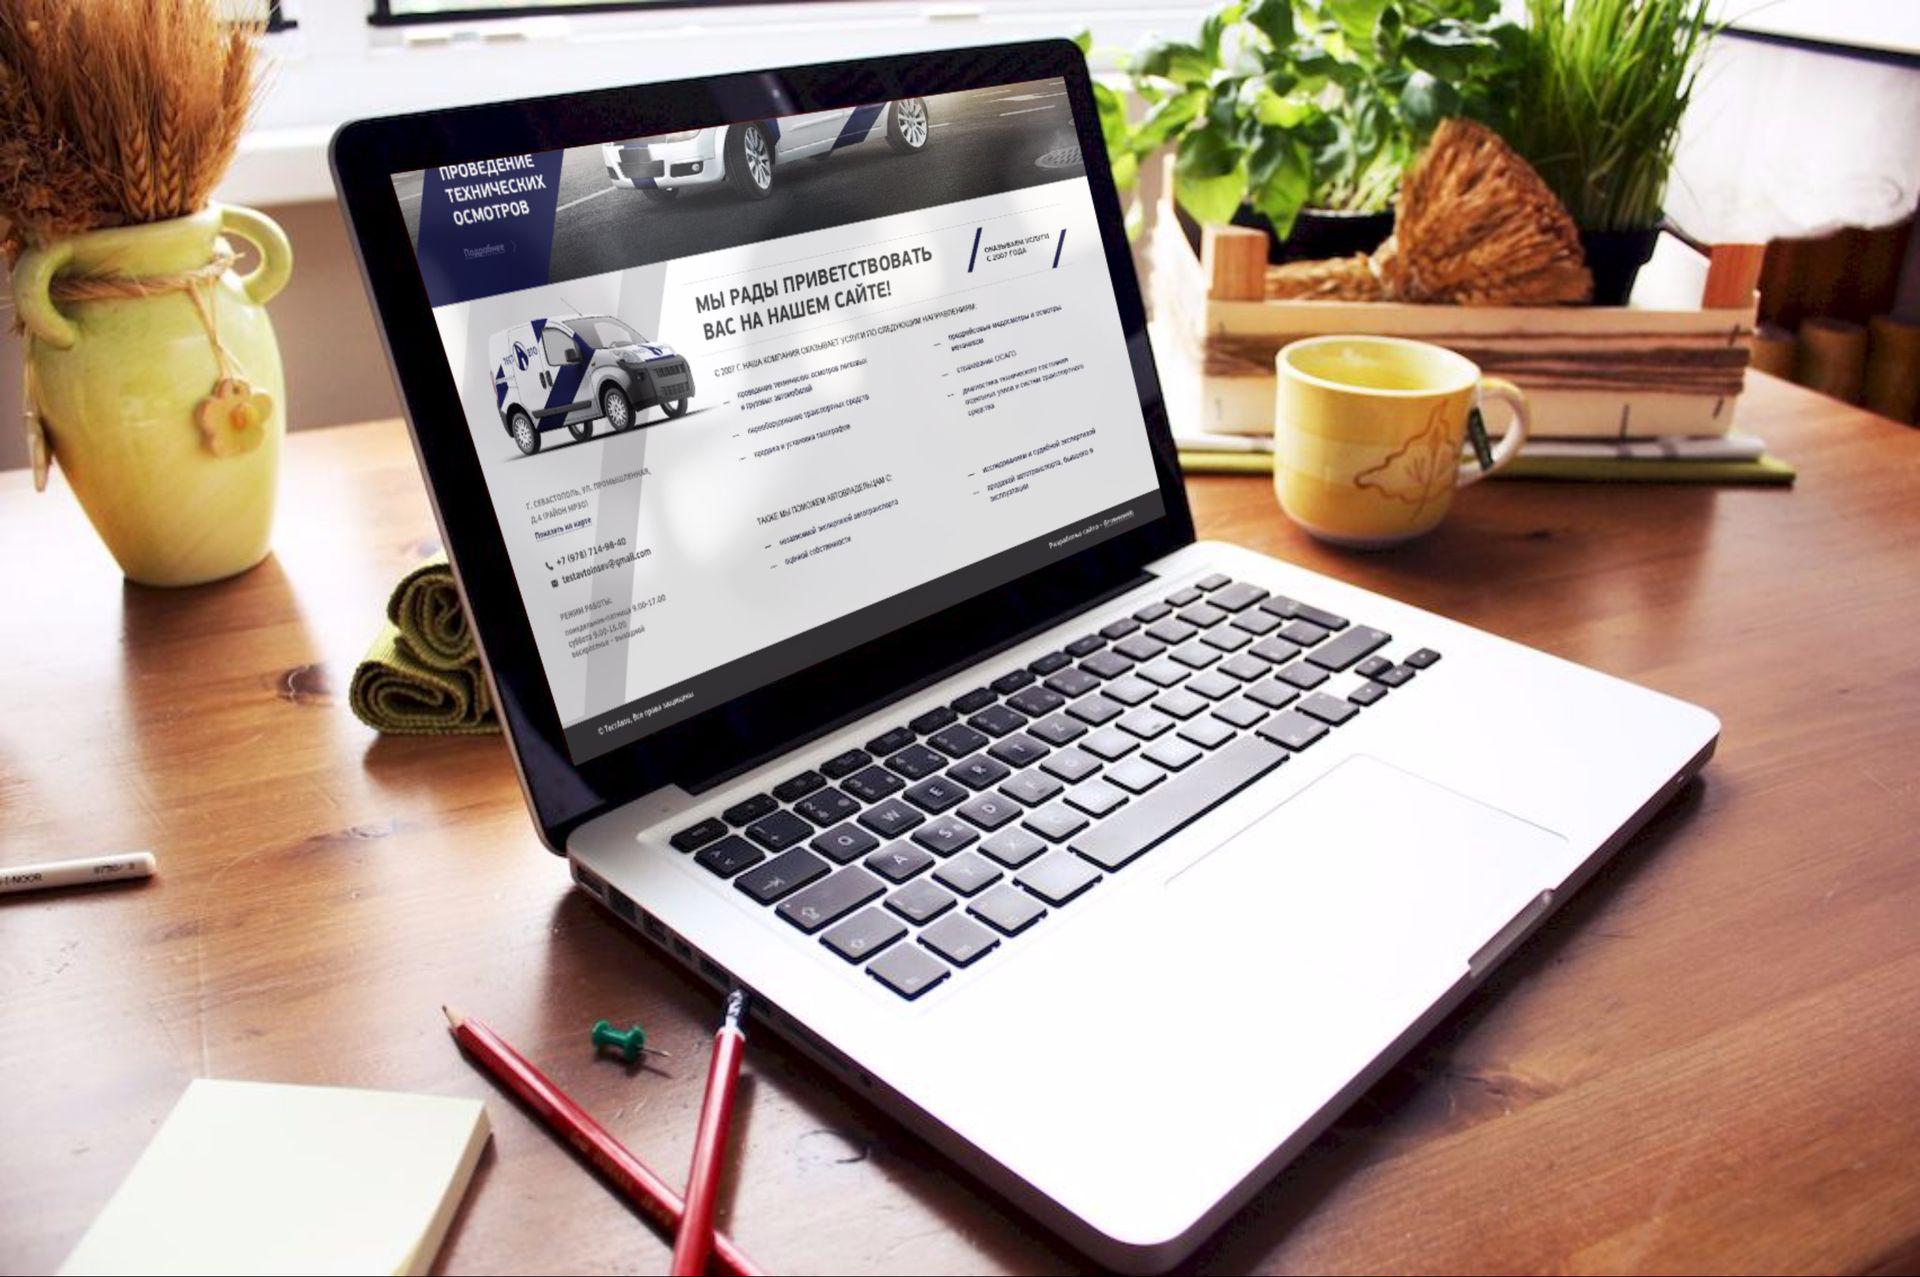 ПРОВЕДЕНИЕ
ТЕХНИЧЕСКИХ
ОСМОТРОВ
Подробнее
МЫ РАДЫ ПРИВЕТСТВОВАТЬ
ВАС НА НАШЕМ САЙТЕ!
ОКАЗЫВАЕМ УСЛУГИ
С 2007 ГОДА
С 2007 Г. НАША КОМПАНИЯ ОКАЗЫВАЕТ УСЛУГИ ПО СЛЕДУЮЩИМ НАПРАВЛЕНИЯМ:
— проведение технических осмотров легковых
и грузовых автомобилей
— переоборудование транспортных средств
— продажа и установка тахографов
— предрейсовые медосмотры и осмотры
механиком
— страхование ОСАГО
— диагностика технического состояния
отдельных узлов и систем транспортного
средства
ТАКЖЕ МЫ ПОМОЖЕМ АВТОВЛАДЕЛЬЦАМ С:
— независимой экспертизой автотранспорта
— оценкой собственности
— исследованием и судебной экспертизой
— продажей автотранспорта, бывшего в
эксплуатации
ТЕСТ АВТО
Г. СЕВАСТОПОЛЬ, УЛ. ПРОМЫШЛЕННАЯ,
Д.4 (РАЙОН МРЭО)
Показать на карте
+7 (978) 714-98-40
testavtoinsev@gmail.com
РЕЖИМ РАБОТЫ:
понедельник-пятница 9.00-17.00
суббота 9.00-15.00
воскресенье - выходной
© ТестАвто, Все права защищены
Разработка сайта -
Q W E R T
A S D F
Z X C